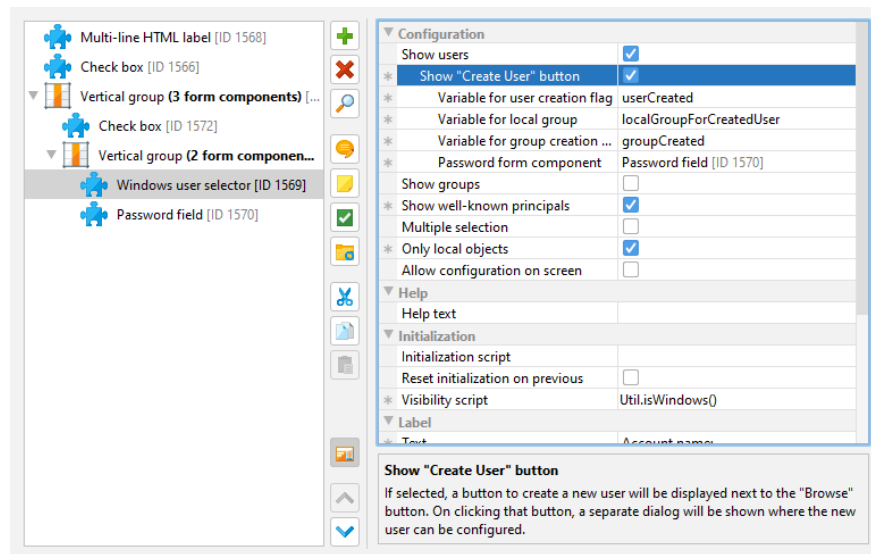 Multi-line HTML label [ID 1568]
Check box [ID 1566]
Vertical group (3 form components) [...
Check box [ID 1572]
Vertical group (2 form componen...
Windows user selector [ID 1569]
Password field [ID 1570]
Configuration
Show users
Show "Create User" button
Variable for user creation flag userCreated
Variable for local group localGroupForCreatedUser
Variable for group creation ... groupCreated
Password form component Password field [ID 1570]
Show groups
Show well-known principals
Multiple selection
Only local objects
Allow configuration on screen
Help
Help text
Initialization
Initialization script
Reset initialization on previous
Visibility script Util.isWindows()
Label
Text Account name:
Show "Create User" button
If selected, a button to create a new user will be displayed next to the "Browse"
button. On clicking that button, a separate dialog will be shown where the new
user can be configured.